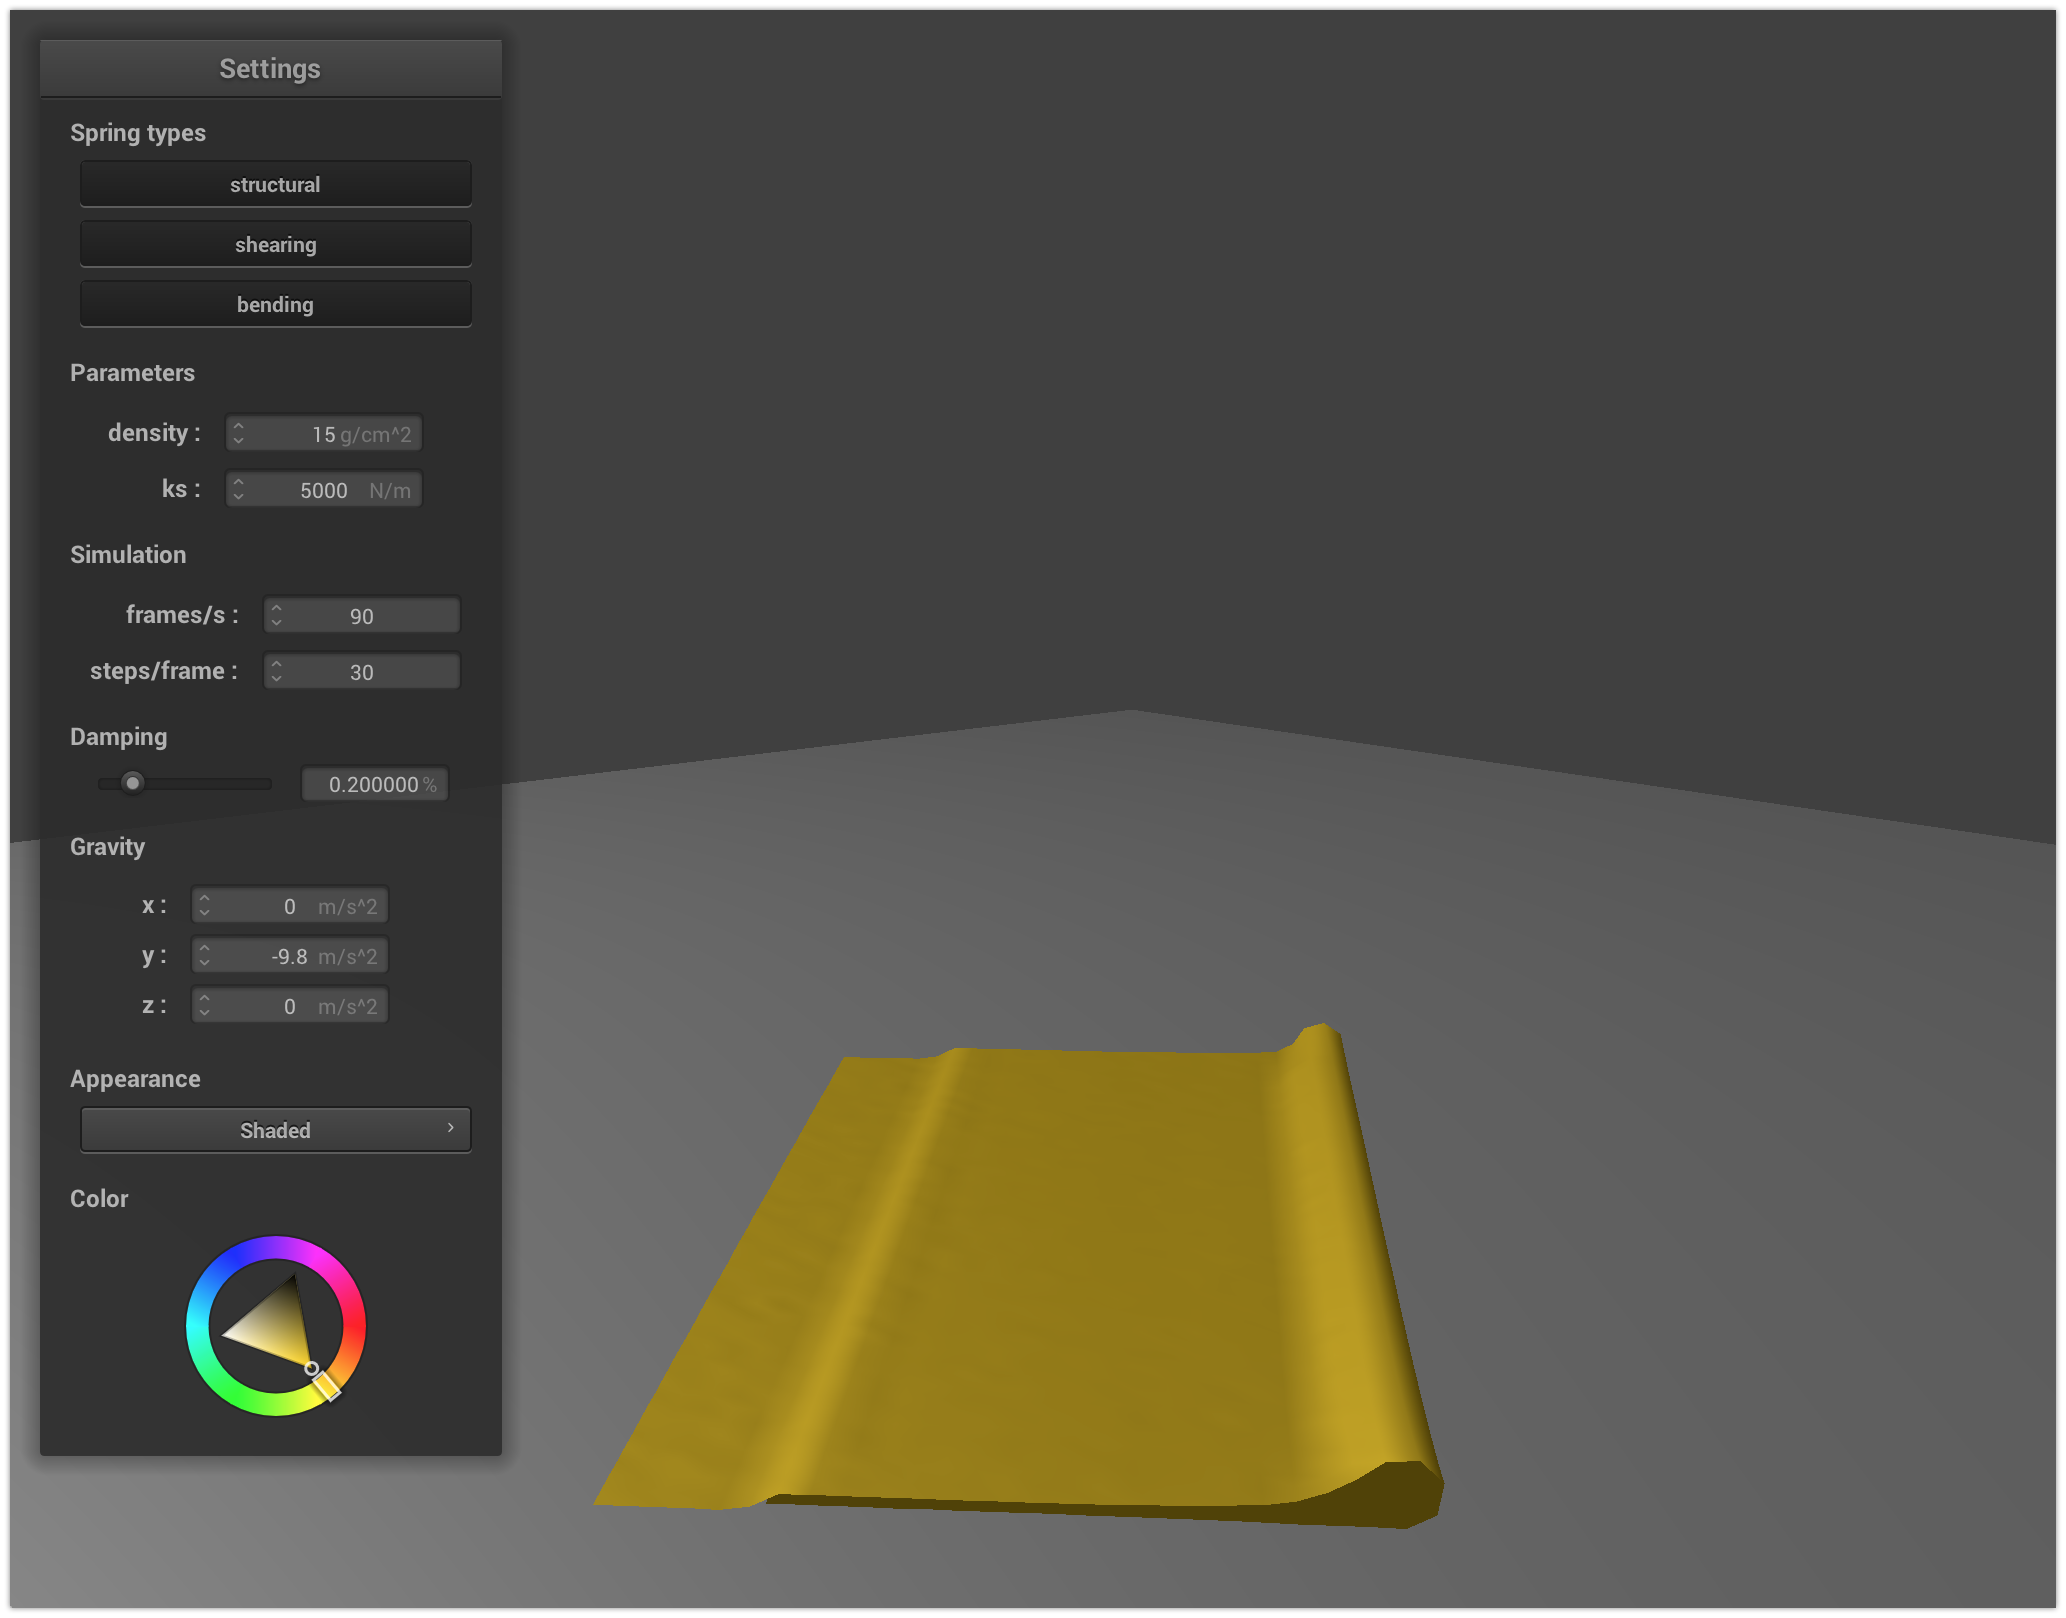 Settings
Spring types
structural
shearing
bending
Parameters
density : 15 g/cm^2
ks : 5000 N/m
Simulation
frames/s : 90
steps/frame : 30
Damping
0.200000 %
Gravity
x : 0 m/s^2
y : -9.8 m/s^2
z : 0 m/s^2
Appearance
Shaded
Color